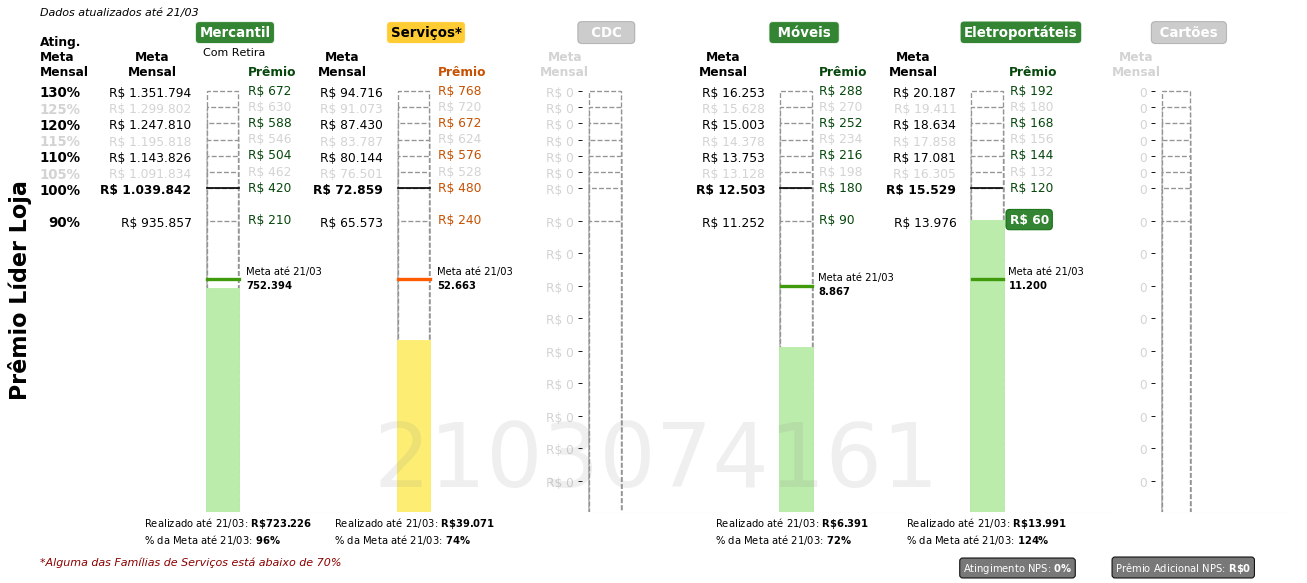 Dados atualizados até 21/03
Mercantil
Serviços*
CDC
Móveis
Eletroportáteis
Cartões
Com Retira
Ating. Meta Mensal
Meta Mensal Prêmio
Meta Mensal Prêmio
Meta Mensal
Meta Mensal Prêmio
Meta Mensal Prêmio
Meta Mensal
130% R$ 1.351.794 R$ 672 R$ 94.716 R$ 768 R$ 0 R$ 16.253 R$ 288 R$ 20.187 R$ 192 0
125% R$ 1.299.802 R$ 630 R$ 91.073 R$ 720 R$ 0 R$ 15.628 R$ 270 R$ 19.411 R$ 180 0
120% R$ 1.247.810 R$ 588 R$ 87.430 R$ 672 R$ 0 R$ 15.003 R$ 252 R$ 18.634 R$ 168 0
115% R$ 1.195.818 R$ 546 R$ 83.787 R$ 624 R$ 0 R$ 14.378 R$ 234 R$ 17.858 R$ 156 0
110% R$ 1.143.826 R$ 504 R$ 80.144 R$ 576 R$ 0 R$ 13.753 R$ 216 R$ 17.081 R$ 144 0
105% R$ 1.091.834 R$ 462 R$ 76.501 R$ 528 R$ 0 R$ 13.128 R$ 198 R$ 16.305 R$ 132 0
100% R$ 1.039.842 R$ 420 R$ 72.859 R$ 480 R$ 0 R$ 12.503 R$ 180 R$ 15.529 R$ 120 0
90% R$ 935.857 R$ 210 R$ 65.573 R$ 240 R$ 0 R$ 11.252 R$ 90 R$ 13.976 R$ 60 0
R$ 0 0
Meta até 21/03 Meta até 21/03 Meta até 21/03 Meta até 21/03
752.394 52.663 R$ 0 8.867 11.200 0
R$ 0 0
R$ 0 0
R$ 0 0
R$ 0 0
R$ 0 0
R$ 0 0
Prêmio Líder Loja
2103074161
Realizado até 21/03: R$723.226 Realizado até 21/03: R$39.071 Realizado até 21/03: R$6.391 Realizado até 21/03: R$13.991
% da Meta até 21/03: 96% % da Meta até 21/03: 74% % da Meta até 21/03: 72% % da Meta até 21/03: 124%
*Alguma das Famílias de Serviços está abaixo de 70%
Atingimento NPS: 0%
Prêmio Adicional NPS: R$0